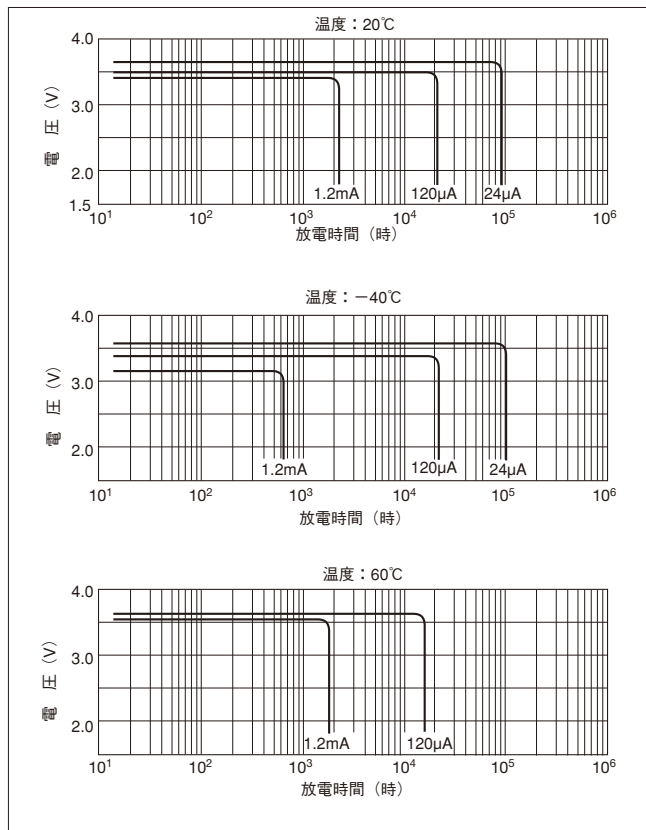 温度：20℃
電圧（V）
4.0
3.0
2.0
1.5
1.2mA
120μA
24μA
10¹
10²
10³
10⁴
10⁵
10⁶
放電時間（時）
温度：－40℃
電圧（V）
4.0
3.0
2.0
1.2mA
120μA
24μA
10¹
10²
10³
10⁴
10⁵
10⁶
放電時間（時）
温度：60℃
電圧（V）
4.0
3.0
2.0
1.2mA
120μA
10¹
10²
10³
10⁴
10⁵
10⁶
放電時間（時）